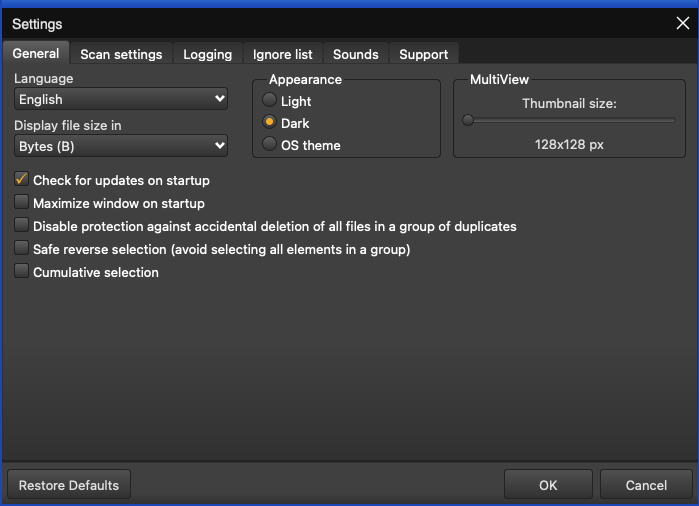 Settings
General
Scan settings
Logging
Ignore list
Sounds
Support
Language
English
Display file size in
Bytes (B)
Appearance
Light
Dark
OS theme
MultiView
Thumbnail size:
128x128 px
Check for updates on startup
Maximize window on startup
Disable protection against accidental deletion of all files in a group of duplicates
Safe reverse selection (avoid selecting all elements in a group)
Cumulative selection
Restore Defaults
OK
Cancel